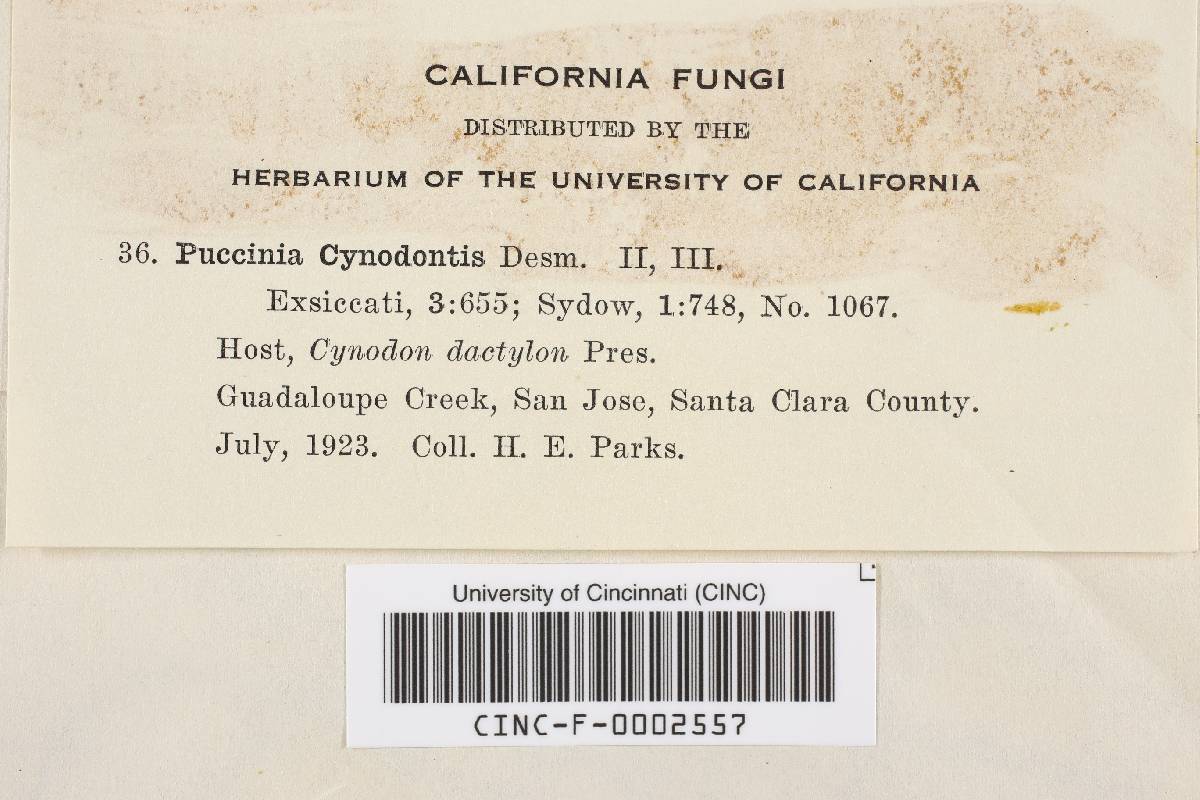 CALIFORNIA FUNGI
DISTRIBUTED BY THE
HERBARIUM OF THE UNIVERSITY OF CALIFORNIA
36. Puccinia Cynodontis Desm. II, III.
Exsiccati, 3:655; Sydow, 1:748, No. 1067.
Host, Cynodon dactylon Pres.
Guadaloupe Creek, San Jose, Santa Clara County.
July, 1923. Coll. H. E. Parks.
University of Cincinnati (CINC)
CINC-F-0002557